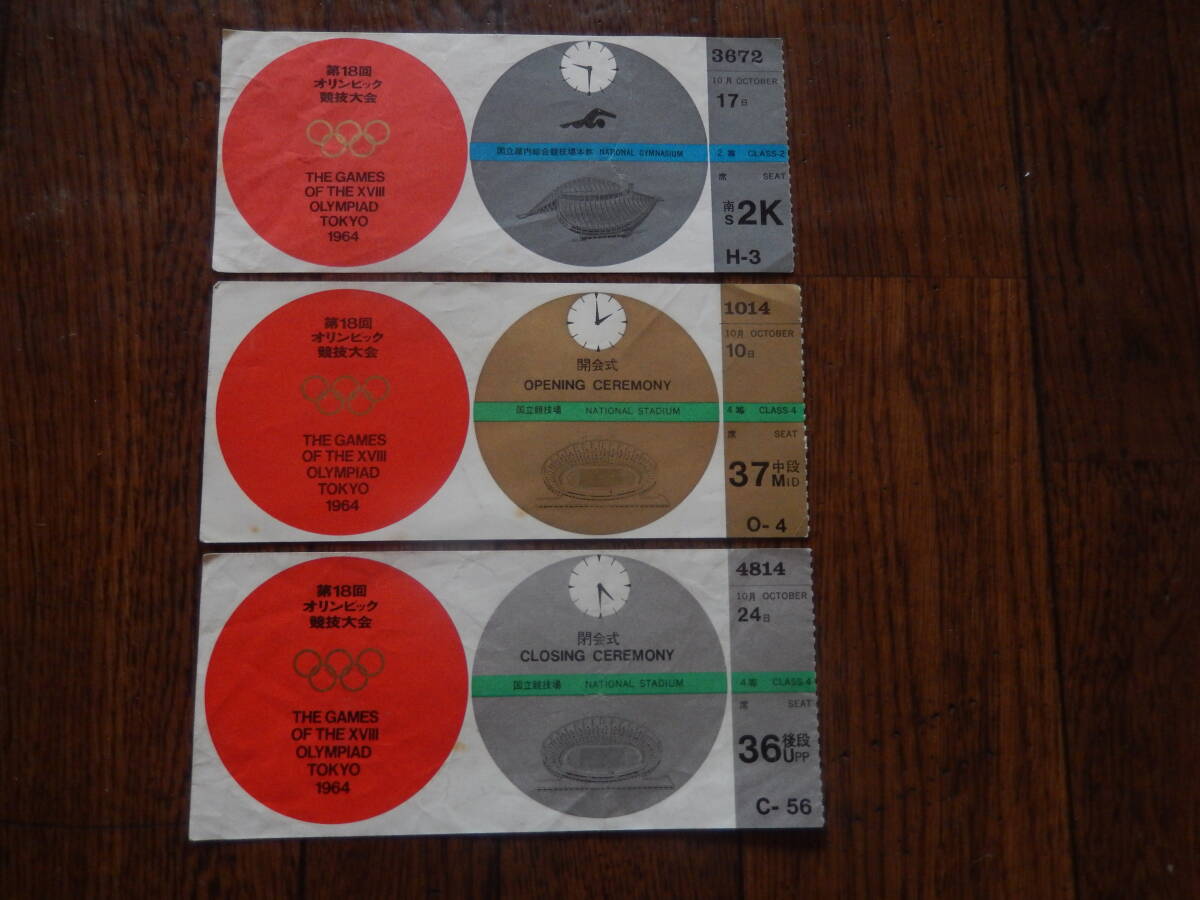 第18回
オリンピック
競技大会
THE GAMES
OF THE XVIII
OLYMPIAD
TOKYO
1964
国立屋内総合競技場本館 NATIONAL GYMNASIUM
3672
10月 OCTOBER
17日
2等 CLASS-2
席 SEAT
南S 2K
H-3
第18回
オリンピック
競技大会
THE GAMES
OF THE XVIII
OLYMPIAD
TOKYO
1964
開会式
OPENING CEREMONY
国立競技場 NATIONAL STADIUM
1014
10月 OCTOBER
10日
4等 CLASS-4
席 SEAT
37 中段 MID
O-4
第18回
オリンピック
競技大会
THE GAMES
OF THE XVIII
OLYMPIAD
TOKYO
1964
閉会式
CLOSING CEREMONY
国立競技場 NATIONAL STADIUM
4814
10月 OCTOBER
24日
4等 CLASS-4
席 SEAT
36 後段 UPP
C-56